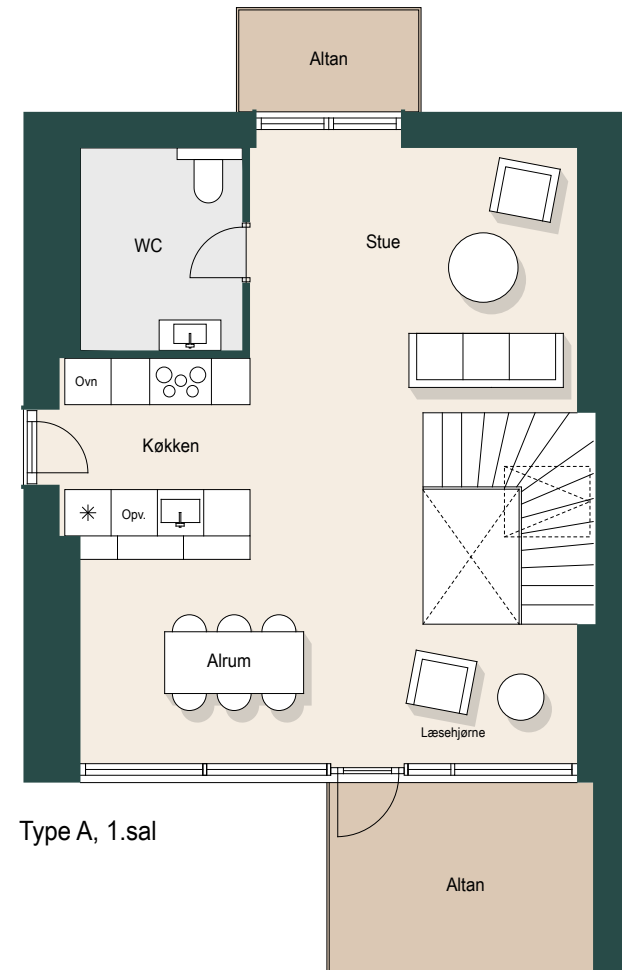 Altan
WC
Stue
Ovn
Køkken
Opv.
Alrum
Læsehjørne
Type A, 1.sal
Altan